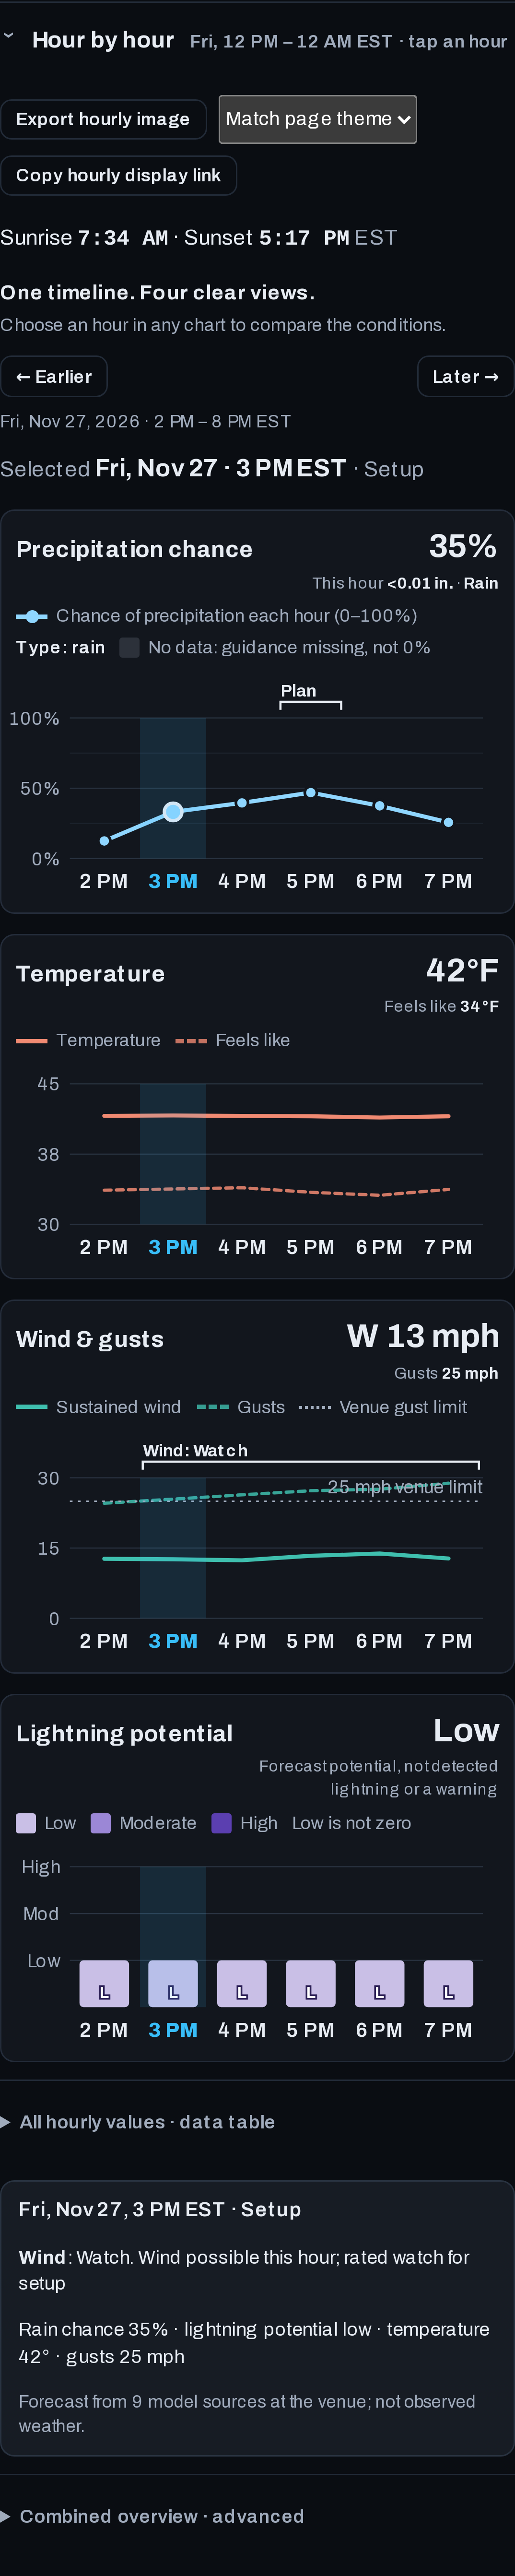 Hour by hour Fri, 12 PM – 12 AM EST · tap an hour
Export hourly image
Match page theme
Copy hourly display link
Sunrise 7:34 AM · Sunset 5:17 PM EST
One timeline. Four clear views.
Choose an hour in any chart to compare the conditions.
← Earlier
Later →
Fri, Nov 27, 2026 · 2 PM – 8 PM EST
Selected Fri, Nov 27 · 3 PM EST · Setup
Precipitation chance 35%
This hour <0.01 in. · Rain
Chance of precipitation each hour (0–100%)
Type: rain No data: guidance missing, not 0%
Plan
100%
50%
0%
2 PM 3 PM 4 PM 5 PM 6 PM 7 PM
Temperature 42°F
Feels like 34°F
Temperature Feels like
45
38
30
2 PM 3 PM 4 PM 5 PM 6 PM 7 PM
Wind & gusts W 13 mph
Gusts 25 mph
Sustained wind Gusts Venue gust limit
Wind: Watch
30
25 mph venue limit
15
0
2 PM 3 PM 4 PM 5 PM 6 PM 7 PM
Lightning potential Low
Forecast potential, not detected
lightning or a warning
Low Moderate High Low is not zero
High
Mod
Low
L L L L L L
2 PM 3 PM 4 PM 5 PM 6 PM 7 PM
All hourly values · data table
Fri, Nov 27, 3 PM EST · Setup
Wind: Watch. Wind possible this hour; rated watch for
setup
Rain chance 35% · lightning potential low · temperature
42° · gusts 25 mph
Forecast from 9 model sources at the venue; not observed
weather.
Combined overview · advanced